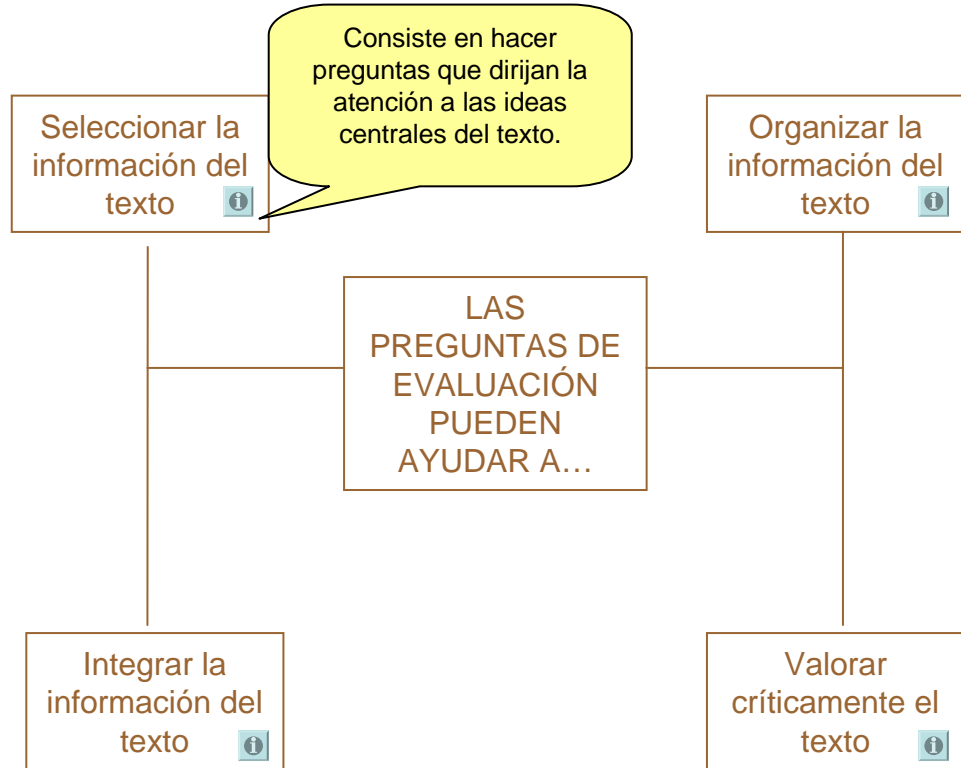 Consiste en hacer
preguntas que dirijan la
atención a las ideas
centrales del texto.
Seleccionar la
información del
texto
Organizar la
información del
texto
LAS
PREGUNTAS DE
EVALUACIÓN
PUEDEN
AYUDAR A…
Integrar la
información del
texto
Valorar
críticamente el
texto